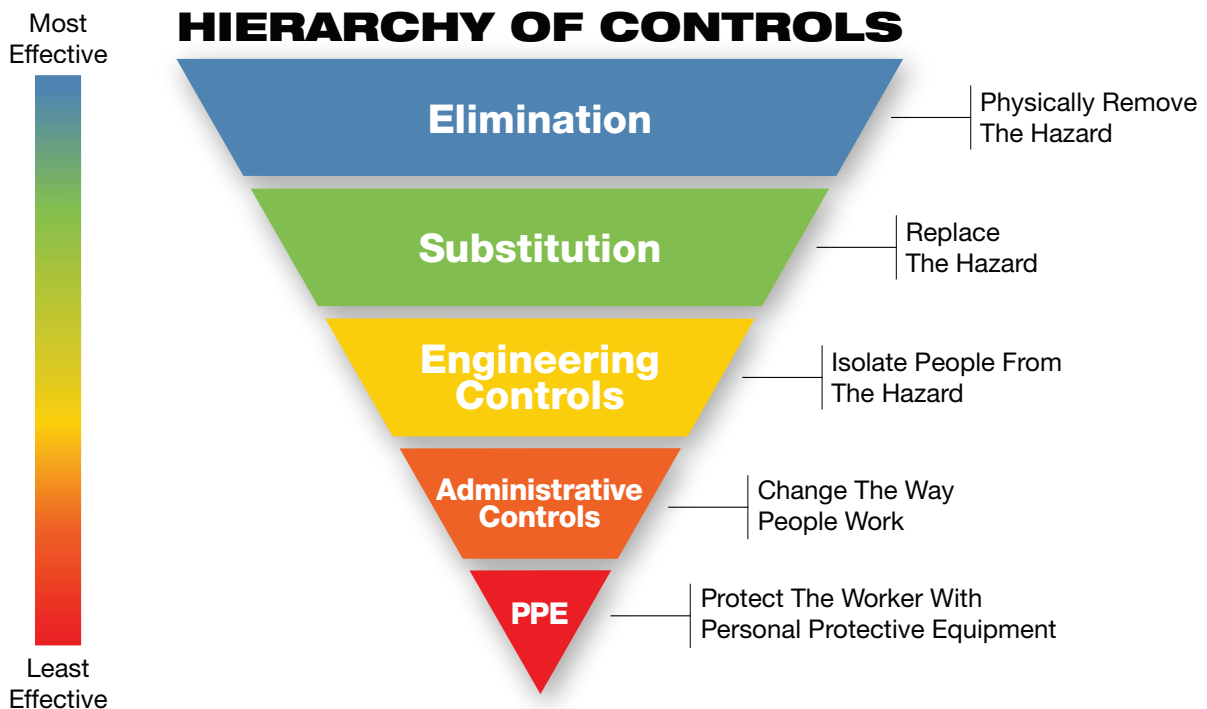 Most
Effective
HIERARCHY OF CONTROLS
Elimination
Physically Remove
The Hazard
Substitution
Replace
The Hazard
Engineering
Controls
Isolate People From
The Hazard
Administrative
Controls
Change The Way
People Work
PPE
Protect The Worker With
Personal Protective Equipment
Least
Effective